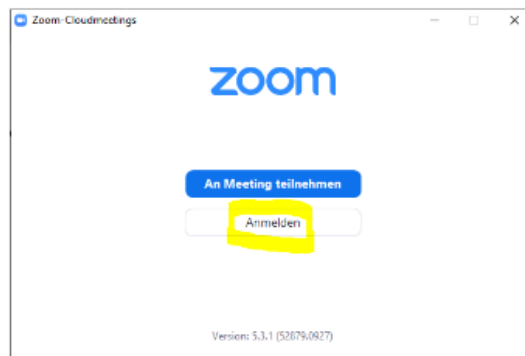 Zoom-Cloudmeetings
zoom
An Meeting teilnehmen
Anmelden
Version: 5.3.1 (52879.0927)